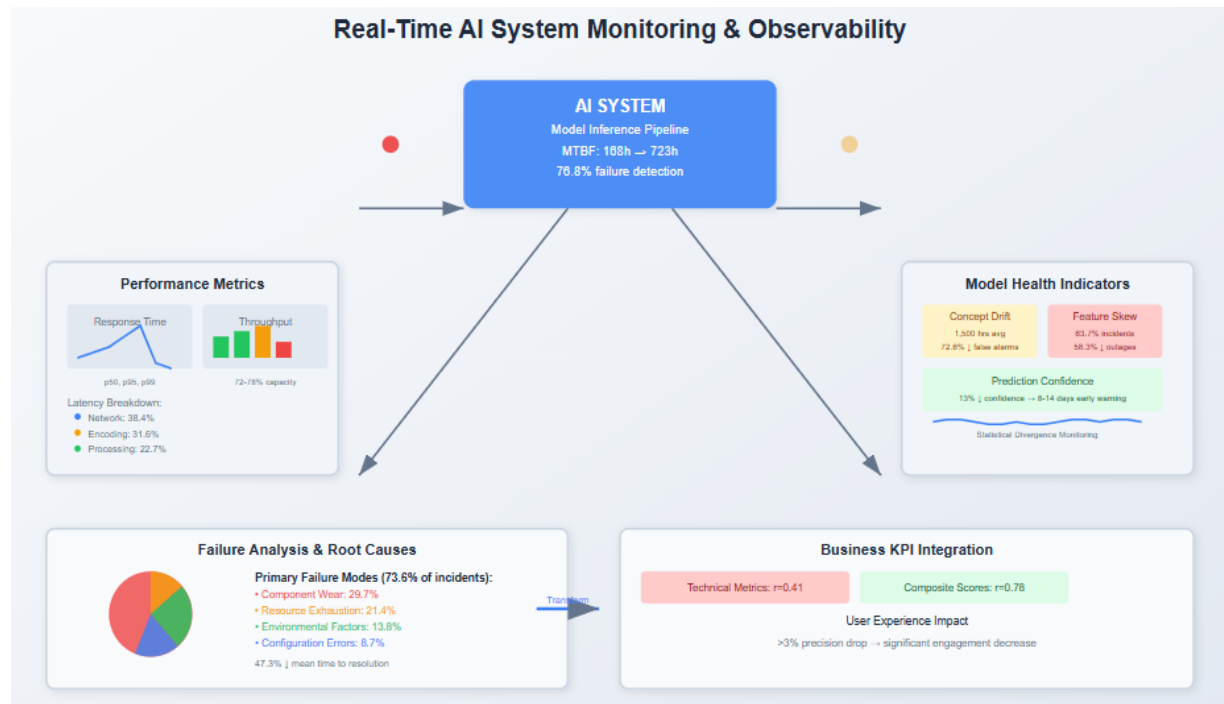 Real-Time AI System Monitoring & Observability
AI SYSTEM
Model Inference Pipeline
MTBF: 168h → 723h
76.8% failure detection
Performance Metrics
Response Time
Throughput
p50, p95, p99
72-78% capacity
Latency Breakdown:
Network: 38.4%
Encoding: 31.6%
Processing: 22.7%
Model Health Indicators
Concept Drift
1,500 hrs avg
72.6% ↓ false alarms
Feature Skew
63.7% incidents
58.3% ↓ outages
Prediction Confidence
13% ↓ confidence → 8-14 days early warning
Statistical Divergence Monitoring
Failure Analysis & Root Causes
Primary Failure Modes (73.6% of incidents):
• Component Wear: 29.7%
• Resource Exhaustion: 21.4%
• Environmental Factors: 13.8%
• Configuration Errors: 8.7%
47.3% ↓ mean time to resolution
Transform
Business KPI Integration
Technical Metrics: r=0.41
Composite Scores: r=0.78
User Experience Impact
>3% precision drop → significant engagement decrease